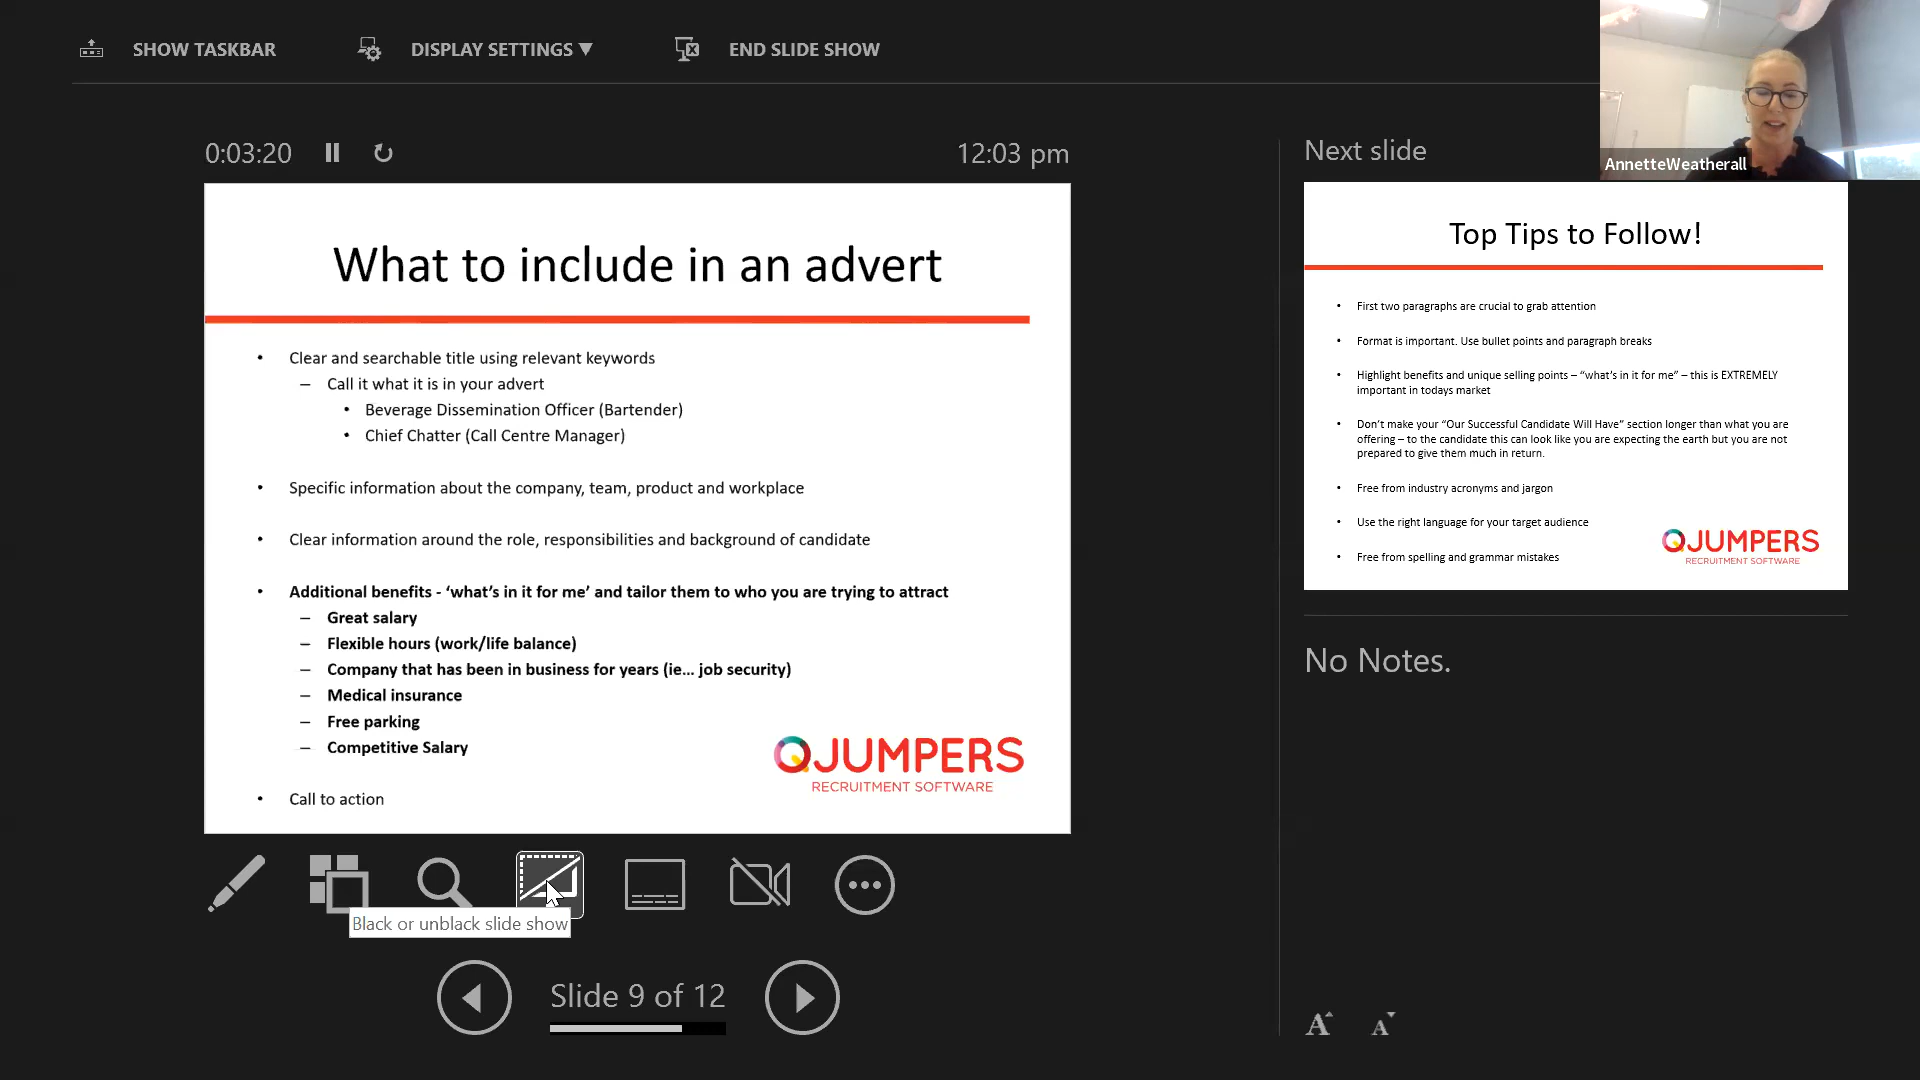 SHOW TASKBAR
DISPLAY SETTINGS ▼
END SLIDE SHOW
AnnetteWeatherall
0:03:20
12:03 pm
What to include in an advert
• Clear and searchable title using relevant keywords
– Call it what it is in your advert
• Beverage Dissemination Officer (Bartender)
• Chief Chatter (Call Centre Manager)
• Specific information about the company, team, product and workplace
• Clear information around the role, responsibilities and background of candidate
• Additional benefits - ‘what’s in it for me’ and tailor them to who you are trying to attract
– Great salary
– Flexible hours (work/life balance)
– Company that has been in business for years (ie... job security)
– Medical insurance
– Free parking
– Competitive Salary
• Call to action
QJUMPERS
RECRUITMENT SOFTWARE
Black or unblack slide show
Slide 9 of 12
Next slide
Top Tips to Follow!
• First two paragraphs are crucial to grab attention
• Format is important. Use bullet points and paragraph breaks
• Highlight benefits and unique selling points – “what’s in it for me” – this is EXTREMELY
important in todays market
• Don’t make your “Our Successful Candidate Will Have” section longer than what you are
offering – to the candidate this can look like you are expecting the earth but you are not
prepared to give them much in return.
• Free from industry acronyms and jargon
• Use the right language for your target audience
• Free from spelling and grammar mistakes
QJUMPERS
RECRUITMENT SOFTWARE
No Notes.
A A